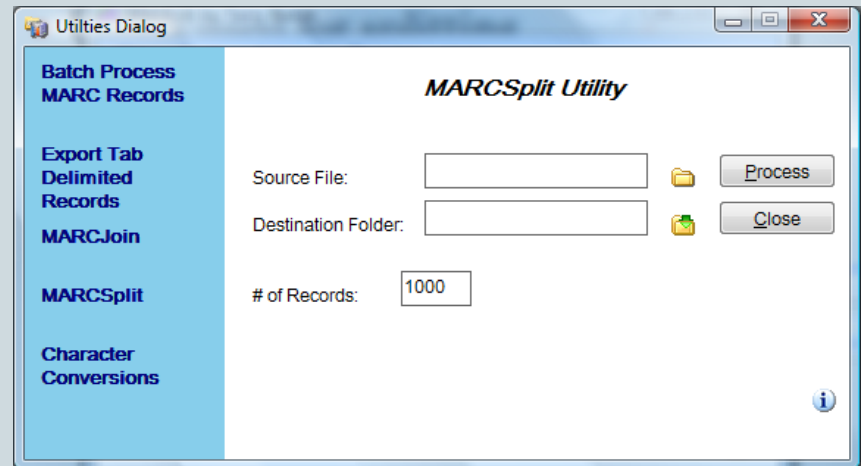 Utilties Dialog
Batch Process
MARC Records
Export Tab
Delimited
Records
MARCJoin
MARCSplit
Character
Conversions
MARCSplit Utility
Source File:
Process
Destination Folder:
Close
# of Records:
1000